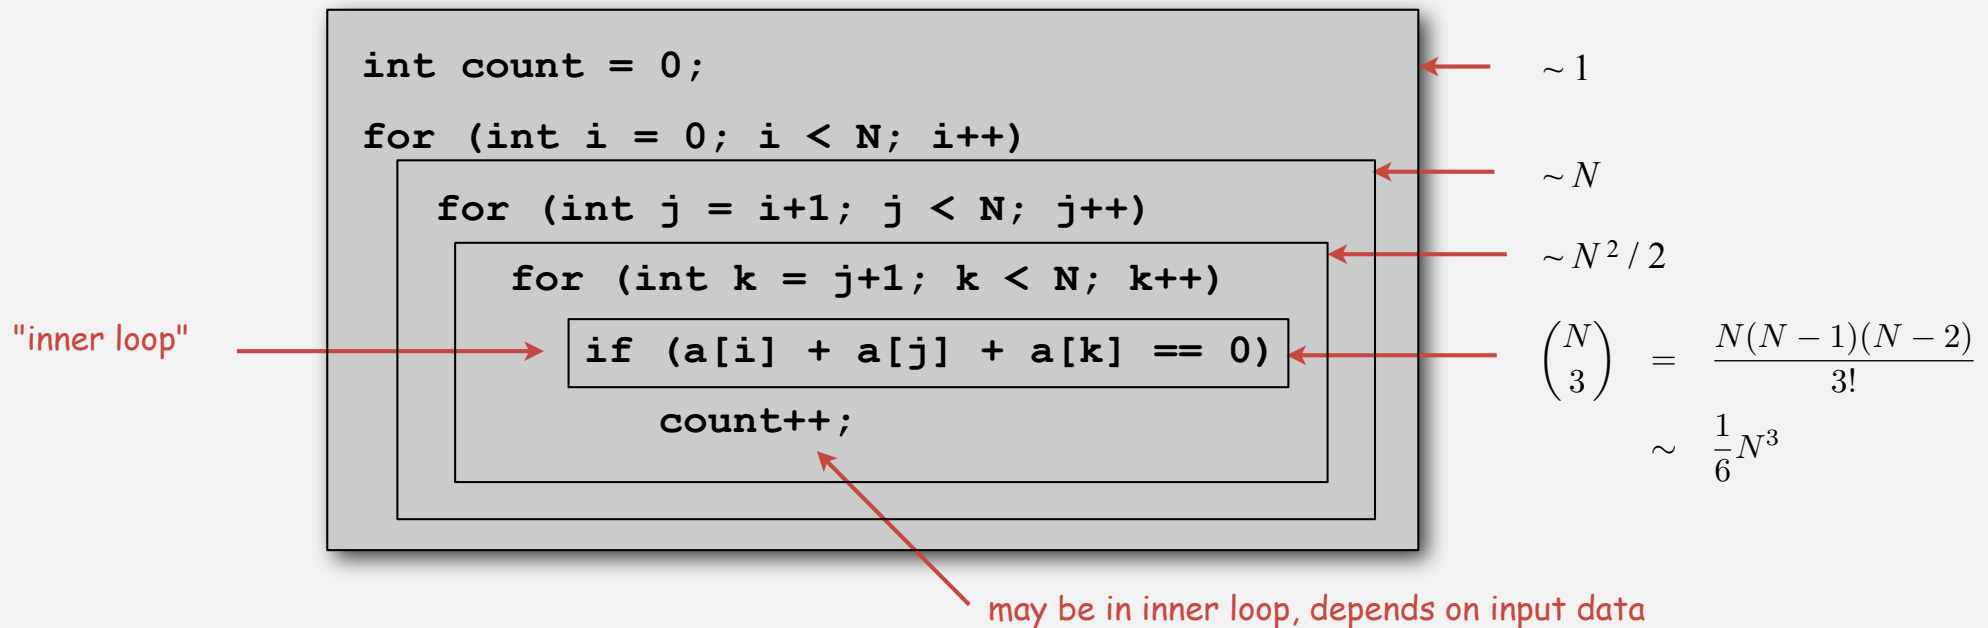 int count = 0;
~ 1
for (int i = 0; i < N; i++)
~ N
for (int j = i+1; j < N; j++)
~ N² / 2
for (int k = j+1; k < N; k++)
"inner loop"
if (a[i] + a[j] + a[k] == 0)
(N 3) = N(N − 1)(N − 2) / 3!
count++;
~ 1/6 N³
may be in inner loop, depends on input data